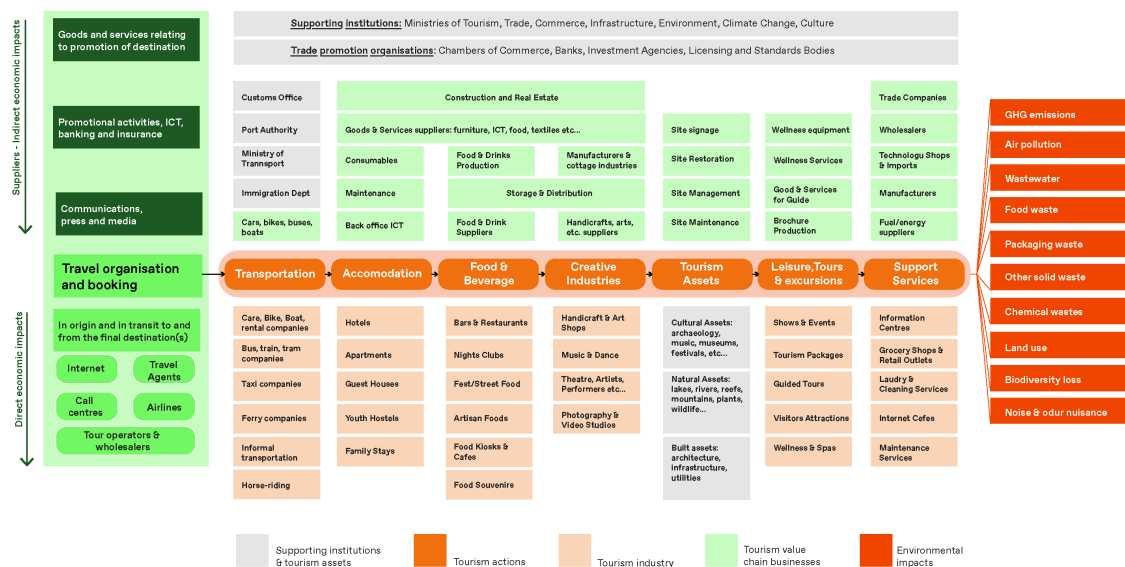 Supporting institutions: Ministries of Tourism, Trade, Commerce, Infrastructure, Environment, Climate Change, Culture
Trade promotion organisations: Chambers of Commerce, Banks, Investment Agencies, Licensing and Standards Bodies
Suppliers - Indirect economic impacts
Goods and services relating
to promotion of destination
Promotional activities, ICT,
banking and insurance
Communications,
press and media
Travel organisation
and booking
Direct economic impacts
In origin and in transit to and
from the final destination(s)
Internet
Travel
Agents
Call
centres
Airlines
Tour operators &
wholesalers
Customs Office
Port Authority
Ministry of
Trannsport
Immigration Dept
Cars, bikes, buses,
boats
Construction and Real Estate
Goods & Services suppliers: furniture, ICT, food, textiles etc...
Consumables
Food & Drinks
Production
Manufacturers &
cottage industries
Maintenance
Storage & Distribution
Back office ICT
Food & Drink
Suppliers
Handicrafts, arts,
etc. suppliers
Site signage
Site Restoration
Site Management
Site Maintenance
Wellness equipment
Wellness Services
Good & Services
for Guide
Brochure
Production
Trade Companies
Wholesalers
Technologu Shops
& Imports
Manufacturers
Fuel/energy
suppliers
Transportation
Accomodation
Food &
Beverage
Creative
Industries
Tourism
Assets
Leisure,Tours
& excursions
Support
Services
Care, Bike, Boat,
rental companies
Bus, train, tram
companies
Taxi companies
Ferry companies
Informal
transportation
Horse-riding
Hotels
Apartments
Guest Houses
Youth Hostels
Family Stays
Bars & Restaurants
Nights Clubs
Fest/Street Food
Artisan Foods
Food Kiosks &
Cafes
Food Souvenirs
Handicraft & Art
Shops
Music & Dance
Theatre, Artists,
Performers etc...
Photography &
Video Studios
Cultural Assets:
archaeology,
music, museums,
festivals, etc...
Natural Assets:
lakes, rivers, reefs,
mountains, plants,
wildlife...
Built assets:
architecture,
infrastructure,
utilities
Shows & Events
Tourism Packages
Guided Tours
Visitors Attractions
Wellness & Spas
Information
Centres
Grocery Shops &
Retail Outlets
Laudry &
Cleaning Services
Internet Cefes
Maintenance
Services
GHG emissions
Air pollution
Wastewater
Food waste
Packaging waste
Other solid waste
Chemical wastes
Land use
Biodiversity loss
Noise & odur nuisance
Supporting institutions
& tourism assets
Tourism actions
Tourism industry
Tourism value
chain businesses
Environmental
impacts